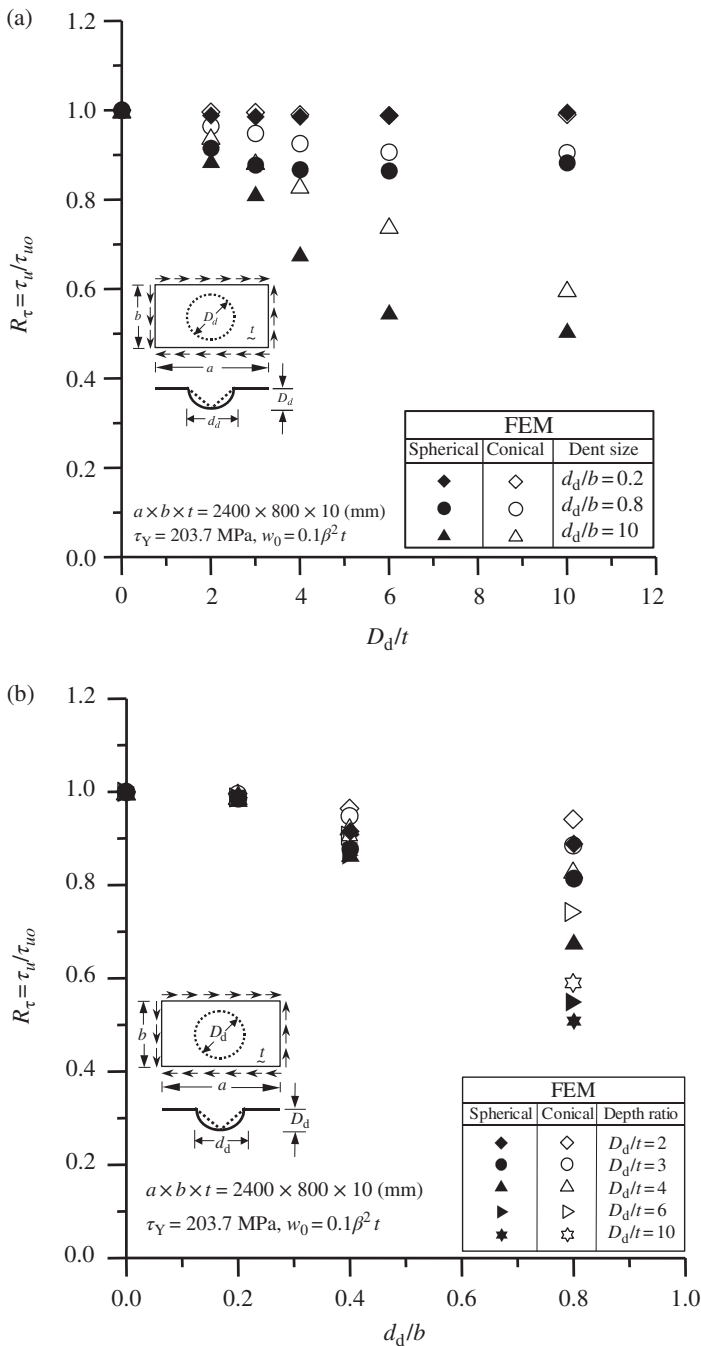 (a)
1.2
1.0
0.8
0.6
0.4
0.2
0.0
R_τ = τ_u/τ_uo
b
D_d
t
a
D_d
d_d
a × b × t = 2400 × 800 × 10 (mm)
τ_Y = 203.7 MPa, w_0 = 0.1β²t
FEM
Spherical Conical Dent size
d_d/b = 0.2
d_d/b = 0.8
d_d/b = 10
0 2 4 6 8 10 12
D_d/t
(b)
1.2
1.0
0.8
0.6
0.4
0.2
0.0
R_τ = τ_u/τ_uo
b
D_d
t
a
D_d
d_d
a × b × t = 2400 × 800 × 10 (mm)
τ_Y = 203.7 MPa, w_0 = 0.1β²t
FEM
Spherical Conical Depth ratio
D_d/t = 2
D_d/t = 3
D_d/t = 4
D_d/t = 6
D_d/t = 10
0.0 0.2 0.4 0.6 0.8 1.0
d_d/b